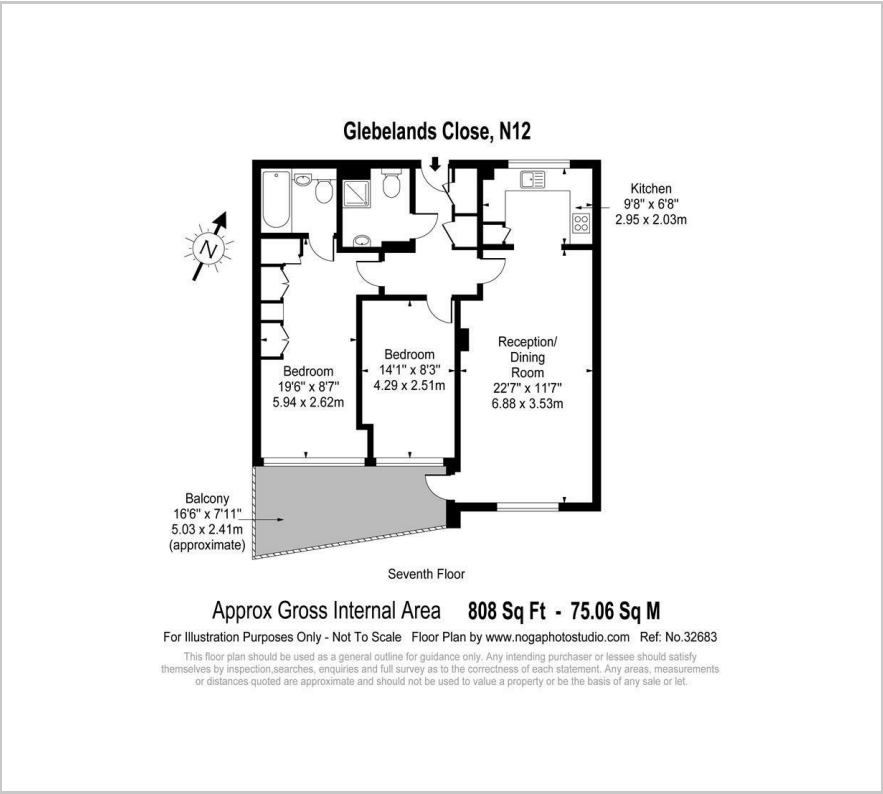 Glebelands Close, N12
N
Kitchen
9'8" x 6'8"
2.95 x 2.03m
Reception/
Dining
Room
22'7" x 11'7"
6.88 x 3.53m
Bedroom
14'1" x 8'3"
4.29 x 2.51m
Bedroom
19'6" x 8'7"
5.94 x 2.62m
Balcony
16'6" x 7'11"
5.03 x 2.41m
(approximate)
Seventh Floor
Approx Gross Internal Area 808 Sq Ft - 75.06 Sq M
For Illustration Purposes Only - Not To Scale Floor Plan by www.nogaphotostudio.com Ref: No.32683
This floor plan should be used as a general outline for guidance only. Any intending purchaser or lessee should satisfy
themselves by inspection,searches, enquiries and full survey as to the correctness of each statement. Any areas, measurements
or distances quoted are approximate and should not be used to value a property or be the basis of any sale or let.